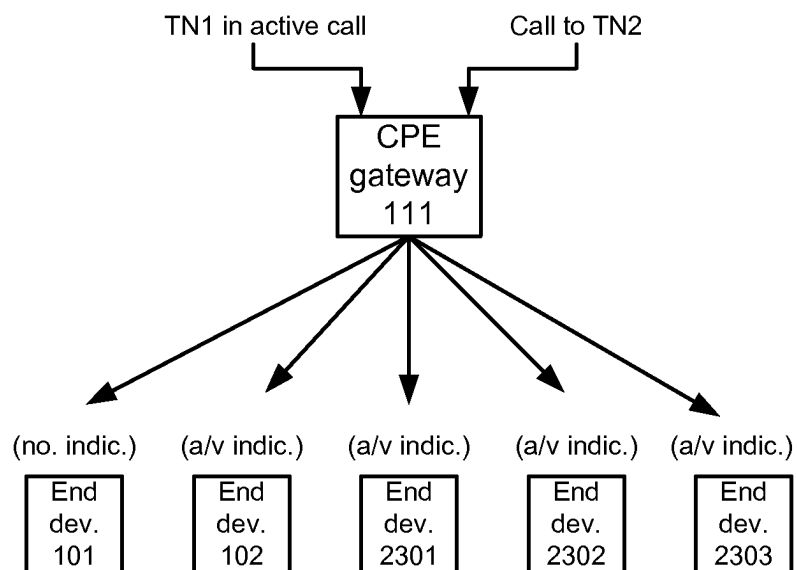 TN1 in active call
Call to TN2
CPE
gateway
111
(no. indic.)
(a/v indic.)
(a/v indic.)
(a/v indic.)
(a/v indic.)
End
dev.
101
End
dev.
102
End
dev.
2301
End
dev.
2302
End
dev.
2303